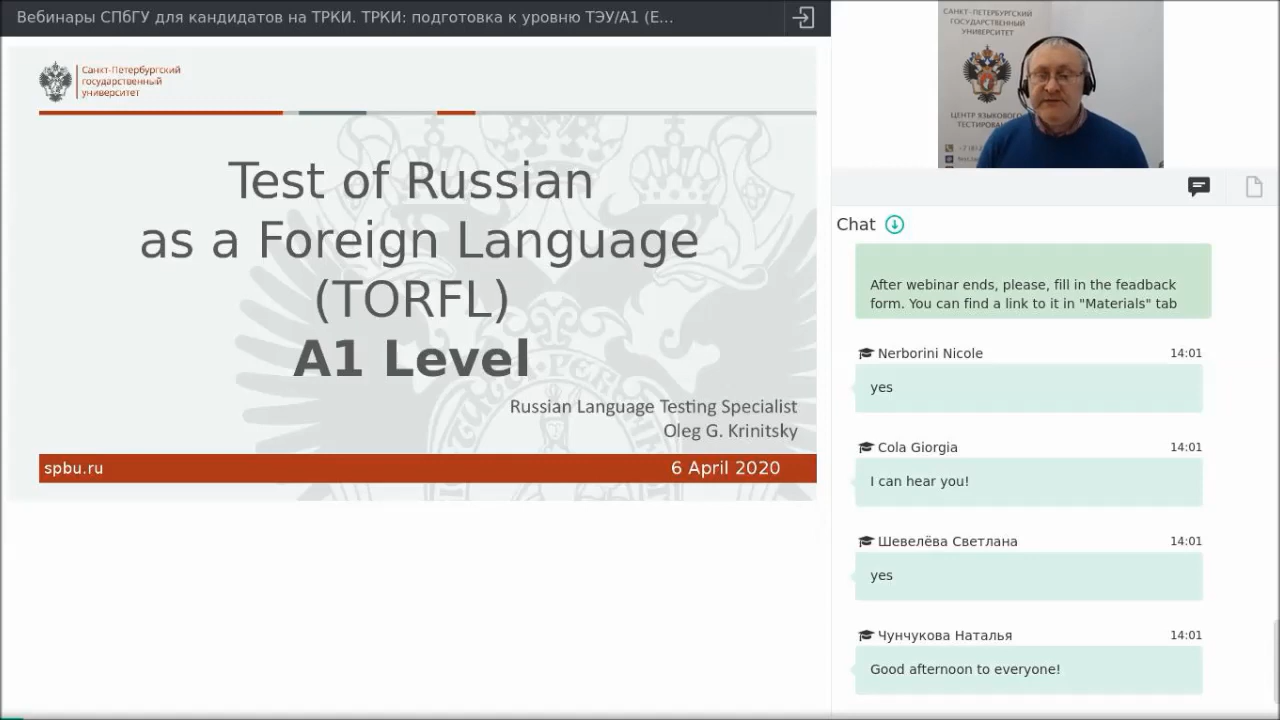 Вебинары СПбГУ для кандидатов на ТРКИ. ТРКИ: подготовка к уровню ТЭУ/А1 (Е...
Санкт-Петербургский
государственный
университет
Test of Russian
as a Foreign Language
(TORFL)
A1 Level
Russian Language Testing Specialist
Oleg G. Krinitsky
spbu.ru
6 April 2020
САНКТ-ПЕТЕРБУРГСКИЙ
ГОСУДАРСТВЕННЫЙ
УНИВЕРСИТЕТ
ЦЕНТР ЯЗЫКОВОГО
Chat
After webinar ends, please, fill in the feadback
form. You can find a link to it in "Materials" tab
Nerborini Nicole 14:01
yes
Cola Giorgia 14:01
I can hear you!
Шевелёва Светлана 14:01
yes
Чунчукова Наталья 14:01
Good afternoon to everyone!